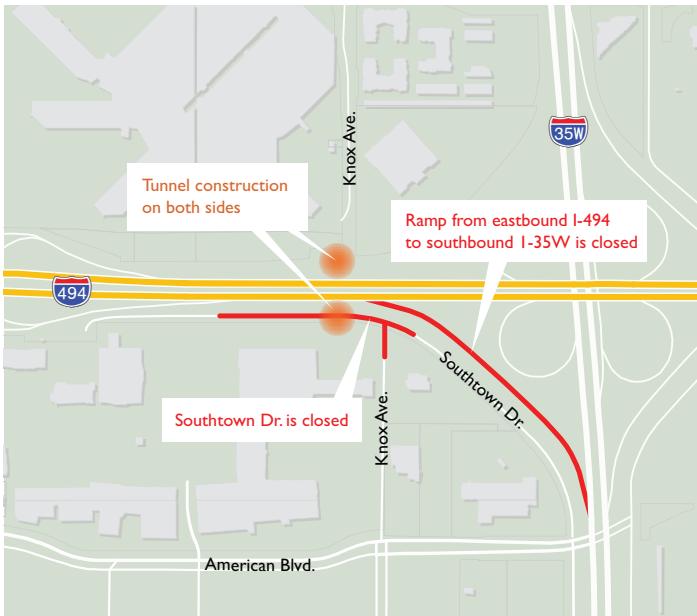 Knox Ave.
35W
Tunnel construction
on both sides
Ramp from eastbound I-494
to southbound 1-35W is closed
494
Southtown Dr.
Southtown Dr. is closed
Knox Ave.
American Blvd.